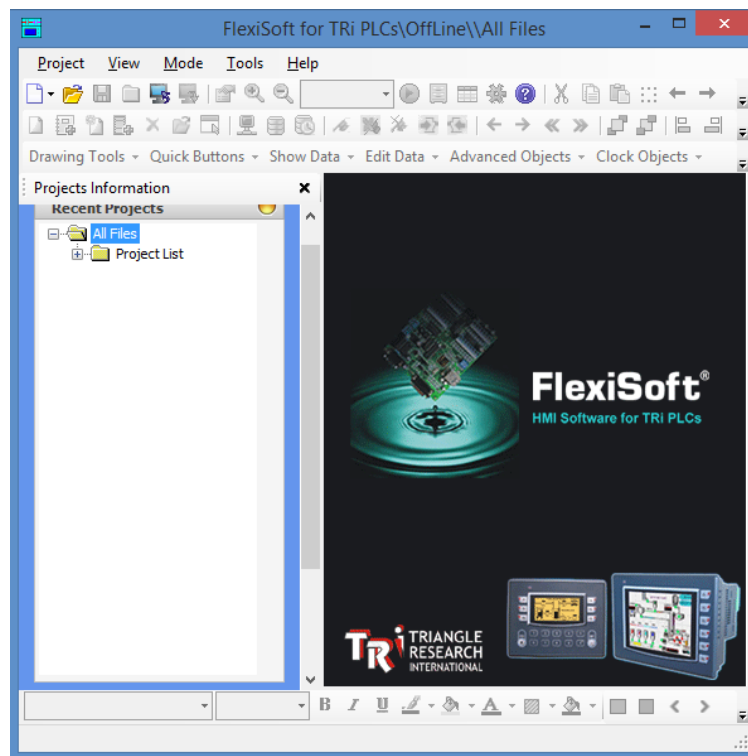 FlexiSoft for TRi PLCs\OffLine\\All Files
Project View Mode Tools Help
Drawing Tools Quick Buttons Show Data Edit Data Advanced Objects Clock Objects
Projects Information
Recent Projects
All Files
Project List
FlexiSoft®
HMI Software for TRi PLCs
TRi TRIANGLE
RESEARCH
INTERNATIONAL
B I U A